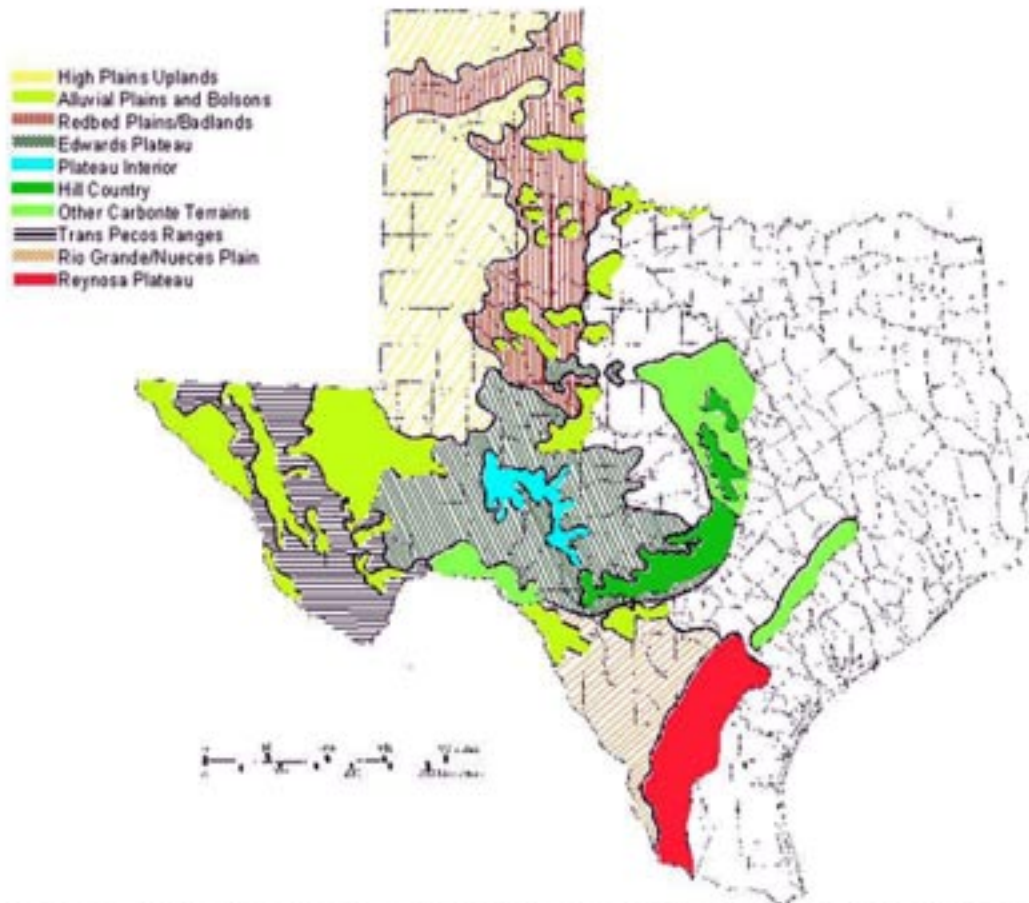 High Plains Uplands
Alluvial Plains and Bolsons
Redbed Plains/Badlands
Edwards Plateau
Plateau Interior
Hill Country
Other Carbonte Terrains
Trans Pecos Ranges
Rio Grande/Nueces Plain
Reynosa Plateau